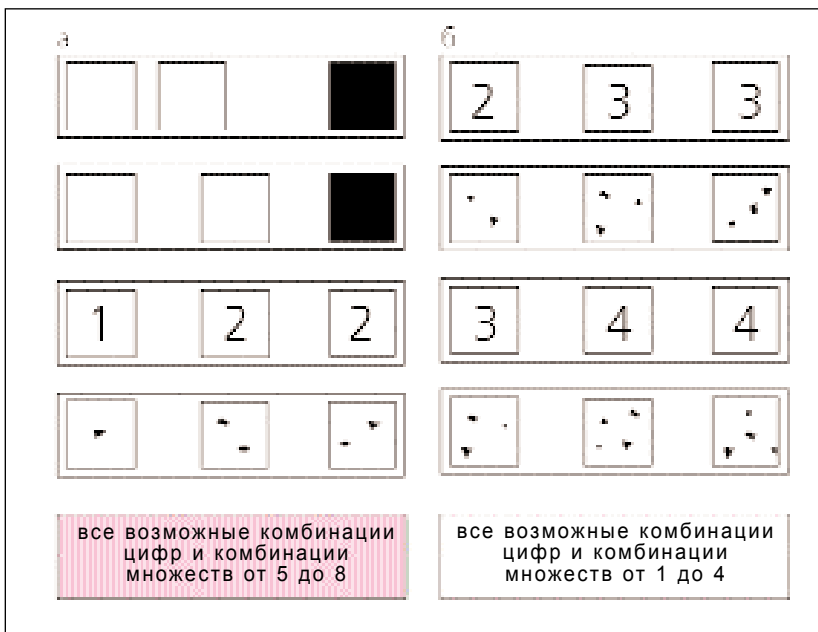 а
1 2 2
все возможные комбинации
цифр и комбинации
множеств от 5 до 8
б
2 3 3
3 4 4
все возможные комбинации
цифр и комбинации
множеств от 1 до 4